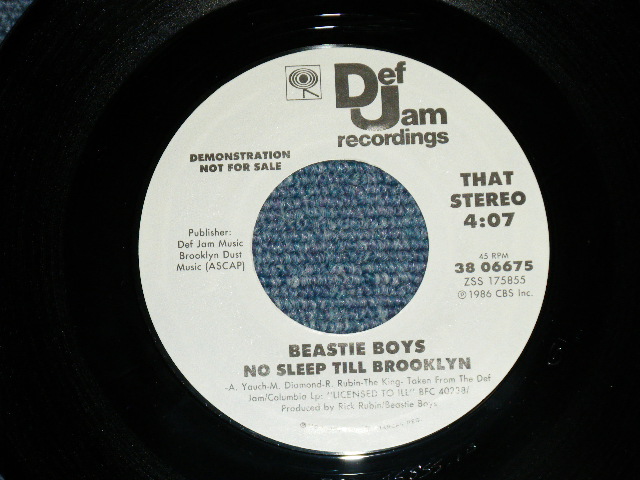 Def
Jam
recordings
DEMONSTRATION
NOT FOR SALE
THAT
STEREO
4:07
Publisher:
Def Jam Music
Brooklyn Dust
Music (ASCAP)
45 RPM
38 06675
ZSS 175855
℗ 1986 CBS Inc.
BEASTIE BOYS
NO SLEEP TILL BROOKLYN
-A. Yauch-M. Diamond-R. Rubin-The King- Taken From The Def
Jam/Columbia Lp: "LICENSED TO ILL" BFC 40238/
Produced by Rick Rubin/Beastie Boys